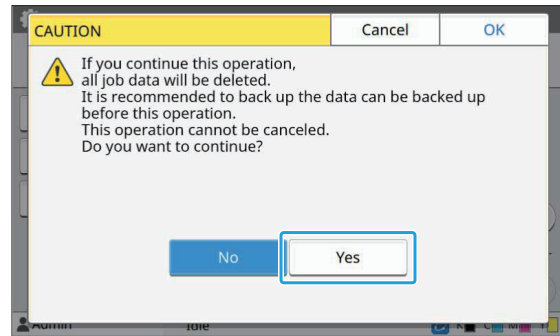 CAUTION Cancel OK
If you continue this operation,
all job data will be deleted.
It is recommended to back up the data can be backed up
before this operation.
This operation cannot be canceled.
Do you want to continue?
No Yes
Admin Idle K C M Y